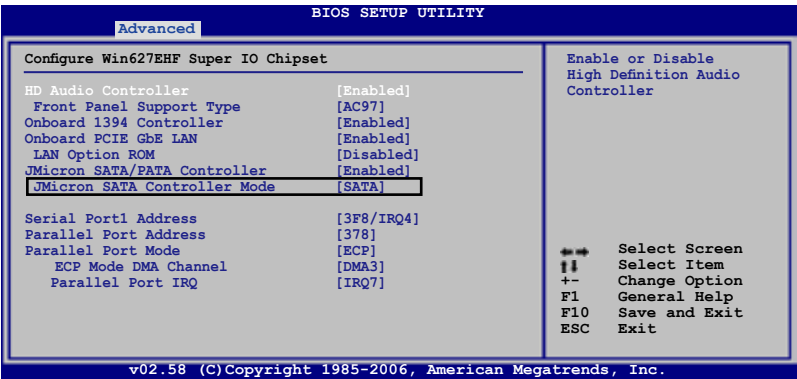 BIOS SETUP UTILITY
Advanced
Configure Win627EHF Super IO Chipset
HD Audio Controller [Enabled]
Front Panel Support Type [AC97]
Onboard 1394 Controller [Enabled]
Onboard PCIE GbE LAN [Enabled]
LAN Option ROM [Disabled]
JMicron SATA/PATA Controller [Enabled]
JMicron SATA Controller Mode [SATA]
Serial Port1 Address [3F8/IRQ4]
Parallel Port Address [378]
Parallel Port Mode [ECP]
ECP Mode DMA Channel [DMA3]
Parallel Port IRQ [IRQ7]
Enable or Disable
High Definition Audio
Controller
←→ Select Screen
↑↓ Select Item
+- Change Option
F1 General Help
F10 Save and Exit
ESC Exit
v02.58 (C)Copyright 1985-2006, American Megatrends, Inc.